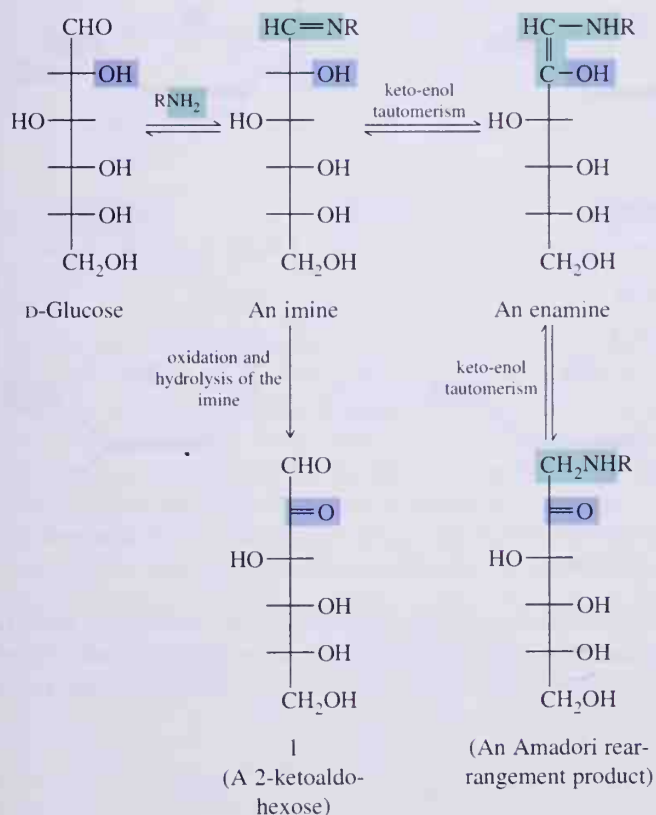 CHO
OH
HO
OH
OH
CH₂OH
D-Glucose
RNH₂
HC=NR
OH
HO
OH
OH
CH₂OH
An imine
keto-enol
tautomerism
HC—NHR
C—OH
HO
OH
OH
CH₂OH
An enamine
oxidation and
hydrolysis of the
imine
keto-enol
tautomerism
CHO
=O
HO
OH
OH
CH₂OH
1
(A 2-ketoaldo-
hexose)
CH₂NHR
=O
HO
OH
OH
CH₂OH
(An Amadori rear-
rangement product)